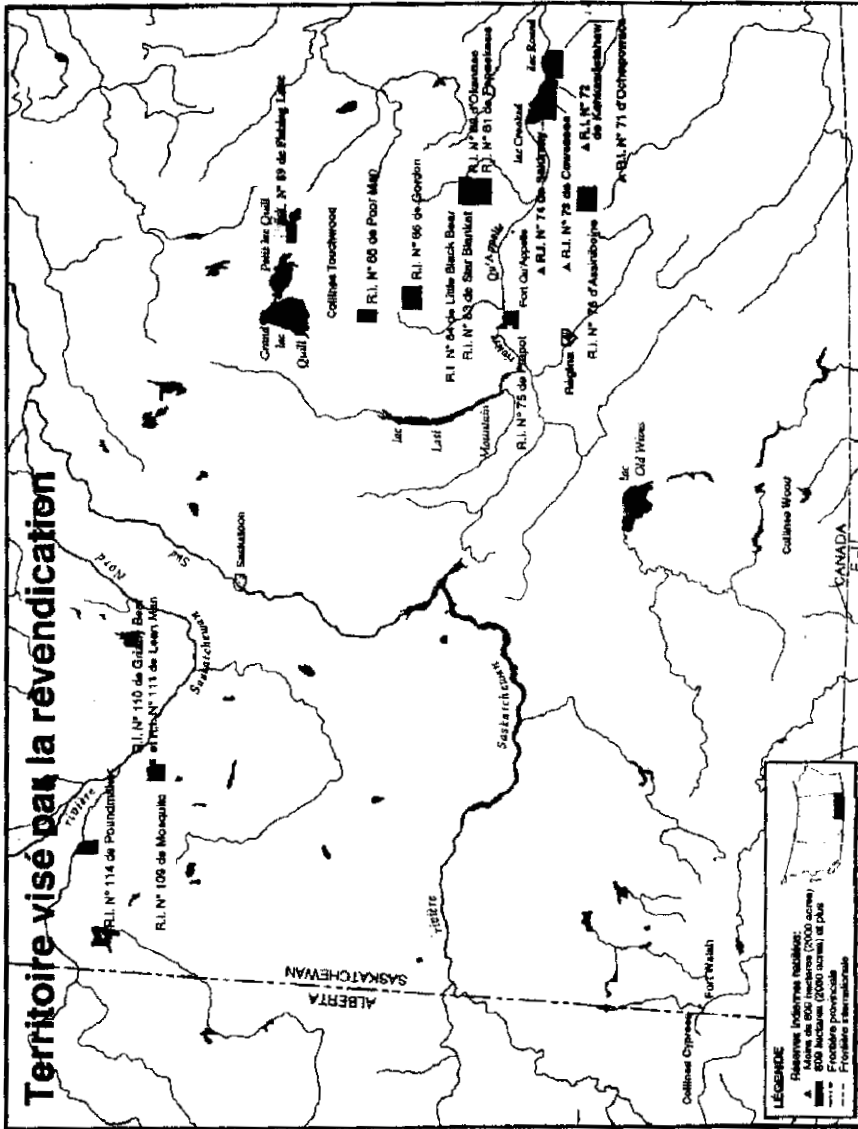 Territoire visé par la revendication
rivière
Nord
Saskatchewan
Sud
R.I. N° 114 de Poundmaker
R.I. N° 109 de Mosquito
R.I. N° 110 de Grizzly Bear
et R.I. N° 111 de Lean Man
Saskatoon
Grand
lac
Quill
Petit lac Quill
R.I. N° 89 de Fishing Lake
Collines Touchwood
R.I. N° 88 de Poor Man
R.I. N° 86 de Gordon
lac
Last
Mountain
R.I. N° 84 de Little Black Bear
R.I. N° 83 de Star Blanket
R.I. N° 82 d'Okanese
R.I. N° 81 de Peepeekisis
ALBERTA
SASKATCHEWAN
rivière
Saskatchewan
rivière
Qu'Appelle
Fort Qu'Appelle
R.I. N° 75 de Piapot
lac Crooked
lac Round
▲ R.I. N° 74 de Sakimay
▲ R.I. N° 73 de Cowessess
▲ R.I. N° 72
de Kahkewistahaw
▲ R.I. N° 71 d'Ochapowace
Regina
R.I. N° 76 d'Assiniboine
lac
Old Wives
Collines Wood
Collines Cypress
Fort Walsh
CANADA
LÉGENDE
Réserves indiennes habitées:
▲ Moins de 809 hectares (2000 acres)
809 hectares (2000 acres) et plus
Frontière provinciale
Frontière internationale